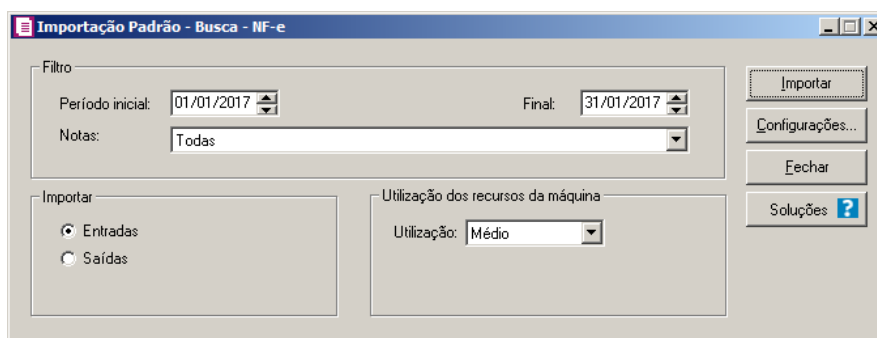 Importação Padrão - Busca - NF-e
Filtro
Período inicial: 01/01/2017 Final: 31/01/2017
Notas: Todas
Importar
Entradas
Saídas
Utilização dos recursos da máquina
Utilização: Médio
Importar
Configurações...
Fechar
Soluções ?